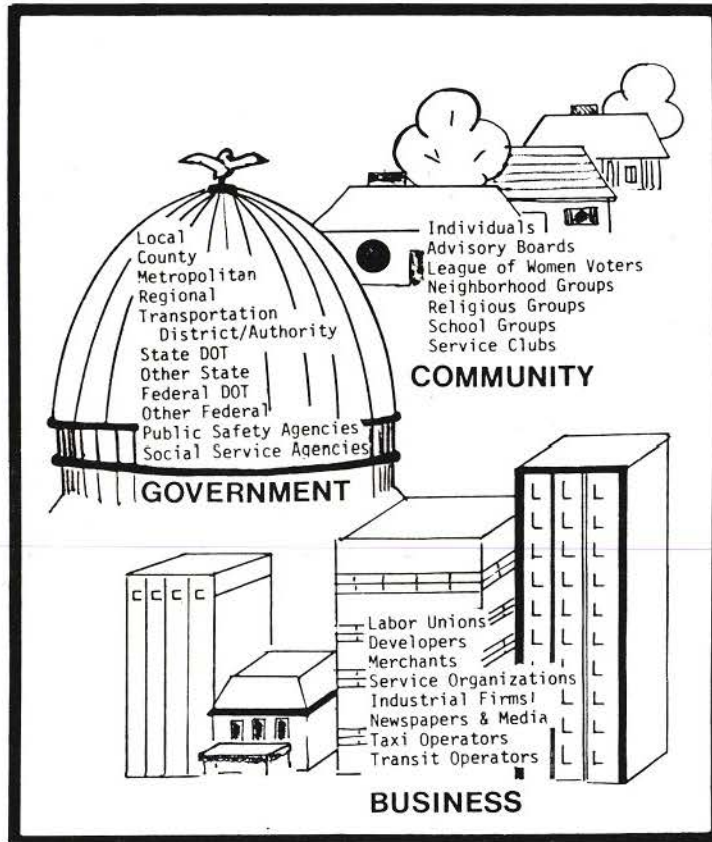 Local
County
Metropolitan
Regional
Transportation
District/Authority
State DOT
Other State
Federal DOT
Other Federal
Public Safety Agencies
Social Service Agencies
GOVERNMENT
Individuals
Advisory Boards
League of Women Voters
Neighborhood Groups
Religious Groups
School Groups
Service Clubs
COMMUNITY
Labor Unions
Developers
Merchants
Service Organizations
Industrial Firms
Newspapers & Media
Taxi Operators
Transit Operators
BUSINESS